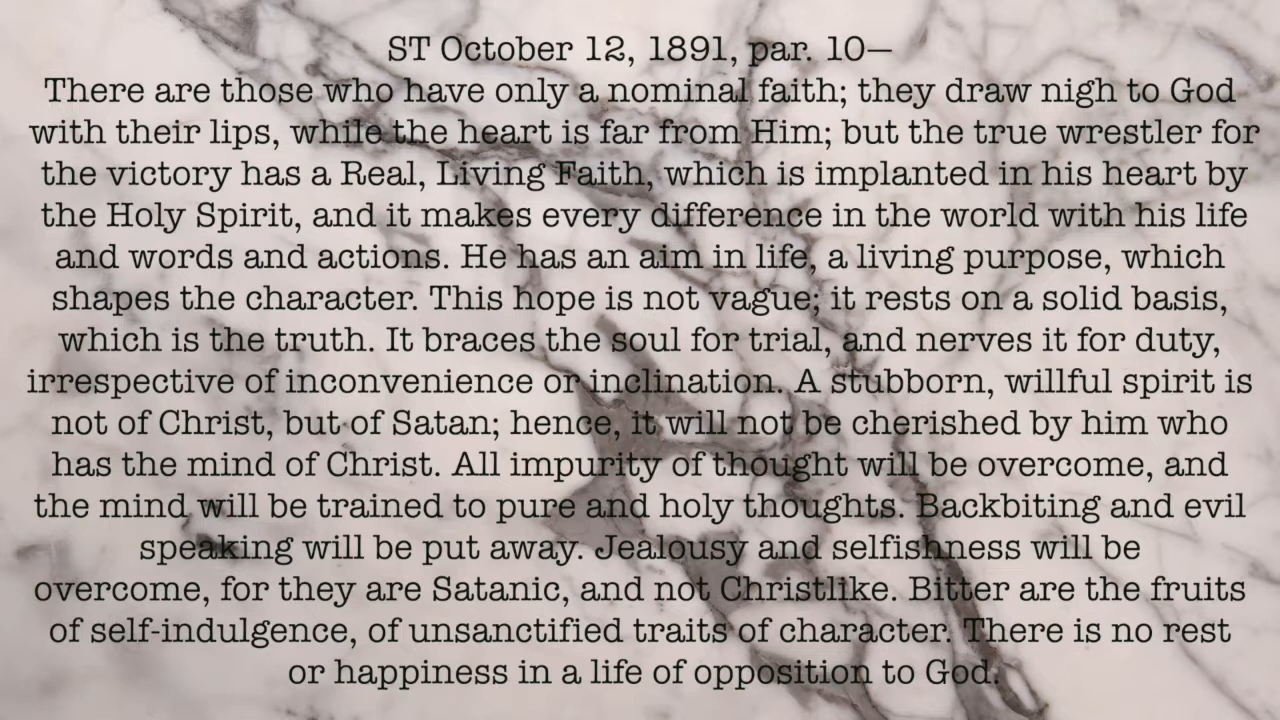 ST October 12, 1891, par. 10—
There are those who have only a nominal faith; they draw nigh to God
with their lips, while the heart is far from Him; but the true wrestler for
the victory has a Real, Living Faith, which is implanted in his heart by
the Holy Spirit, and it makes every difference in the world with his life
and words and actions. He has an aim in life, a living purpose, which
shapes the character. This hope is not vague; it rests on a solid basis,
which is the truth. It braces the soul for trial, and nerves it for duty,
irrespective of inconvenience or inclination. A stubborn, willful spirit is
not of Christ, but of Satan; hence, it will not be cherished by him who
has the mind of Christ. All impurity of thought will be overcome, and
the mind will be trained to pure and holy thoughts. Backbiting and evil
speaking will be put away. Jealousy and selfishness will be
overcome, for they are Satanic, and not Christlike. Bitter are the fruits
of self-indulgence, of unsanctified traits of character. There is no rest
or happiness in a life of opposition to God.